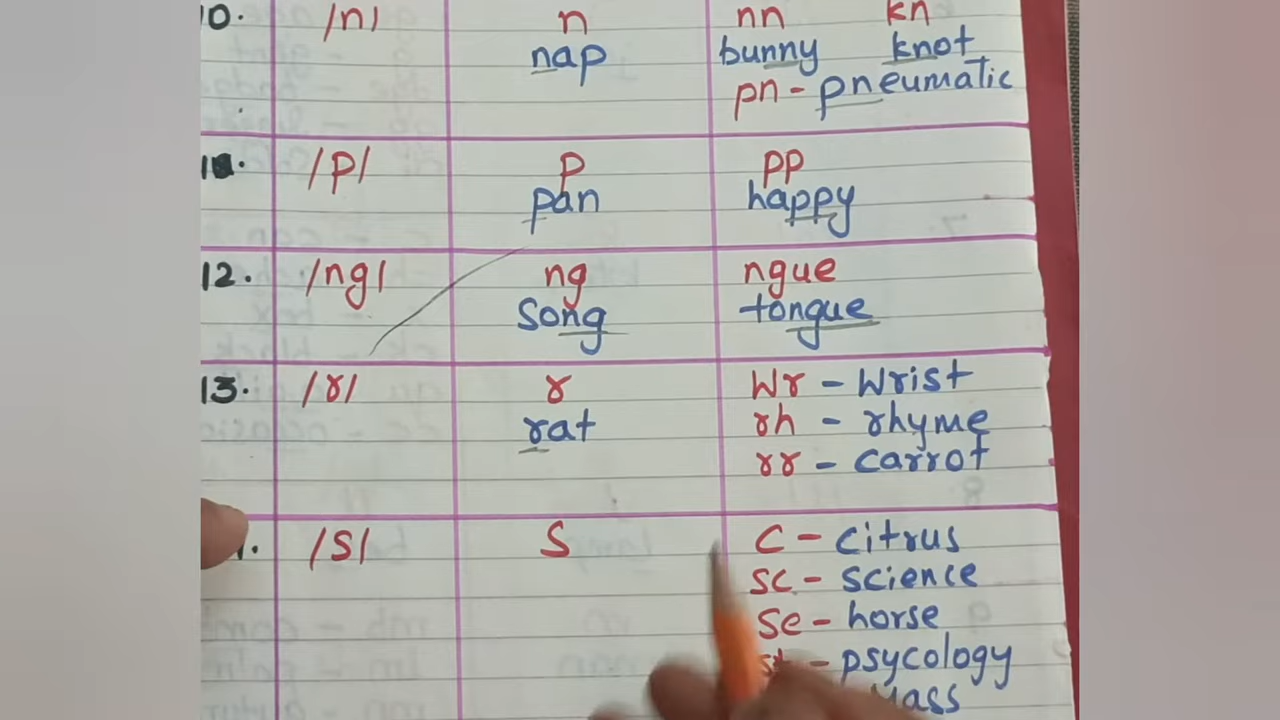 10. /n/ n nn kn
nap bunny knot
pn - pneumatic
11. /p/ p pp
pan happy
12. /ng/ ng ngue
song tongue
13. /r/ r wr - wrist
rat rh - rhyme
rr - carrot
/s/ s c - citrus
sc - science
se - horse
- psycology